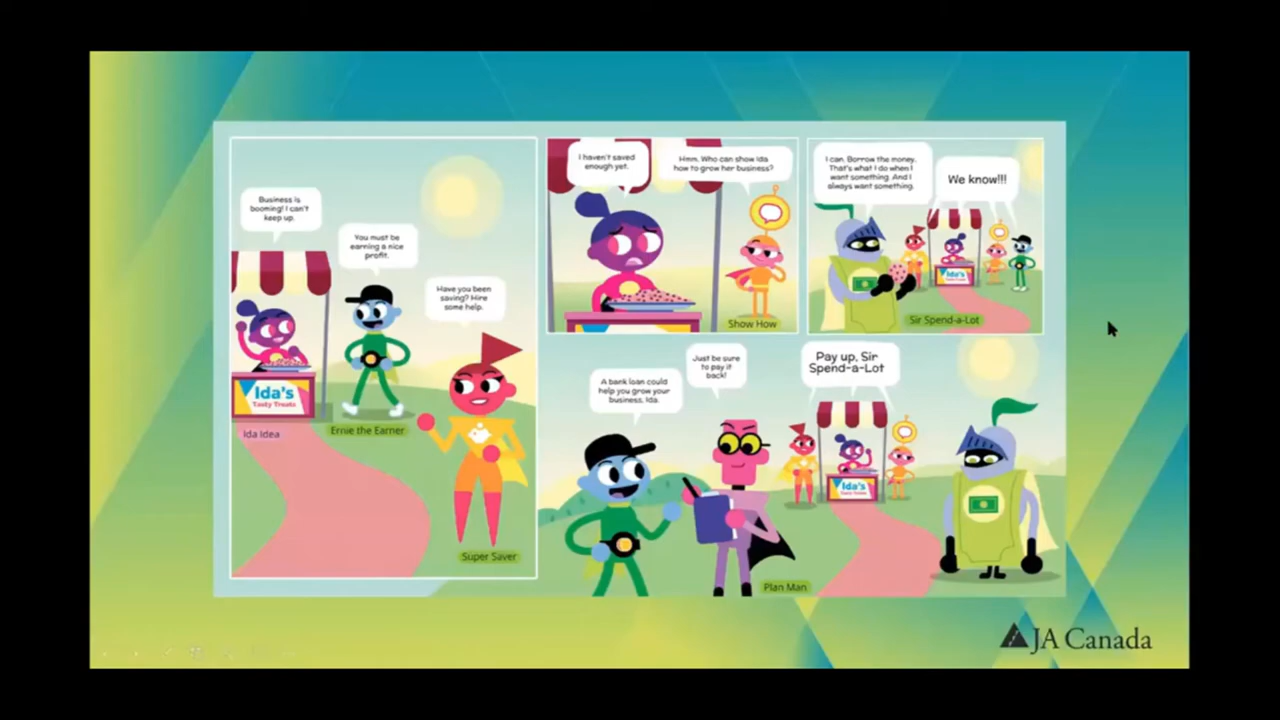 Business is
booming! I can't
keep up.
You must be
earning a nice
profit.
Have you been
saving? Hire
some help.
Ida's
Tasty Treats
Ida Idea
Ernie the Earner
Super Saver
I haven't saved
enough yet.
Hmm. Who can show Ida
how to grow her business?
Show How
I can. Borrow the money.
That's what I do when I
want something. And I
always want something.
We know!!!
Ida's
Sir Spend-a-Lot
A bank loan could
help you grow your
business, Ida.
Just be sure
to pay it
back!
Pay up, Sir
Spend-a-Lot
Ida's
Tasty Treats
Plan Man
JA Canada